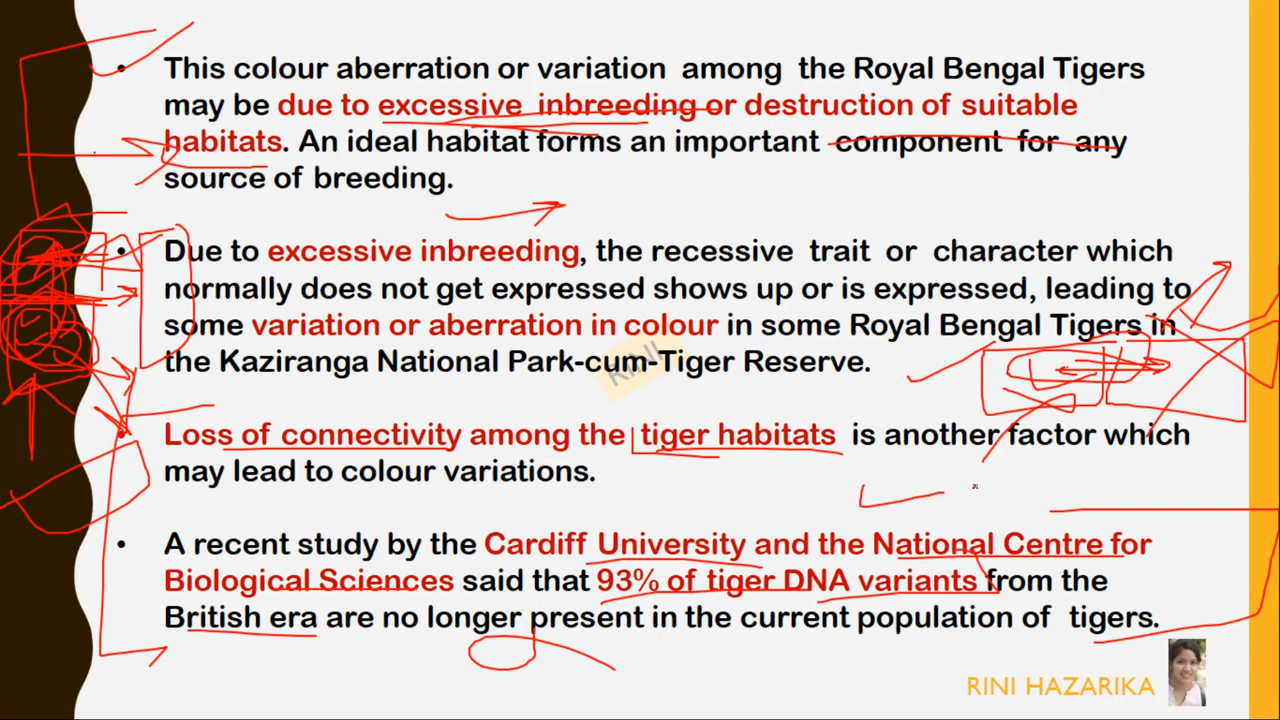 • This colour aberration or variation among the Royal Bengal Tigers
may be due to excessive inbreeding or destruction of suitable
habitats. An ideal habitat forms an important component for any
source of breeding.
• Due to excessive inbreeding, the recessive trait or character which
normally does not get expressed shows up or is expressed, leading to
some variation or aberration in colour in some Royal Bengal Tigers in
the Kaziranga National Park-cum-Tiger Reserve.
RINI
• Loss of connectivity among the tiger habitats is another factor which
may lead to colour variations.
• A recent study by the Cardiff University and the National Centre for
Biological Sciences said that 93% of tiger DNA variants from the
British era are no longer present in the current population of tigers.
RINI HAZARIKA